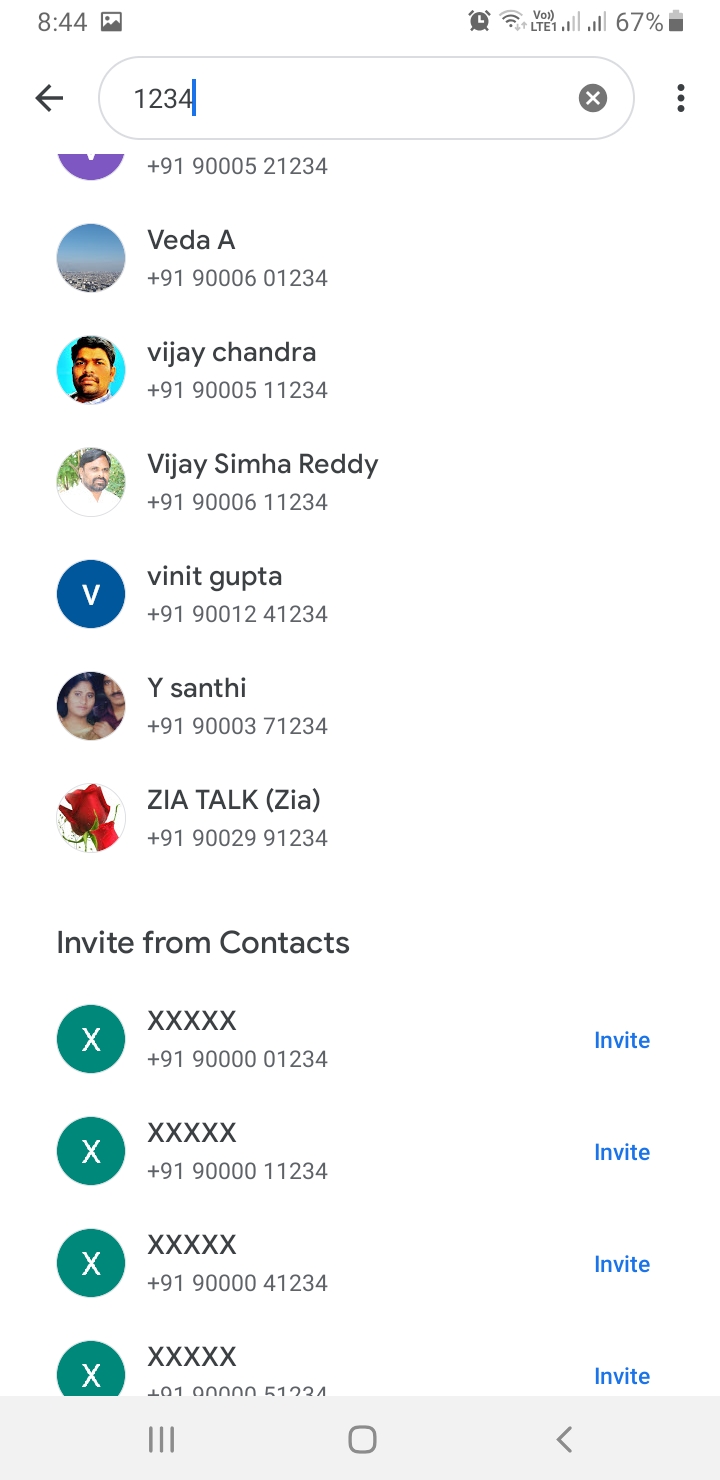 8:44 Vo)) LTE1 67%
1234
+91 90005 21234
Veda A
+91 90006 01234
vijay chandra
+91 90005 11234
Vijay Simha Reddy
+91 90006 11234
V
vinit gupta
+91 90012 41234
Y santhi
+91 90003 71234
ZIA TALK (Zia)
+91 90029 91234
Invite from Contacts
X
XXXXX
+91 90000 01234
Invite
X
XXXXX
+91 90000 11234
Invite
X
XXXXX
+91 90000 41234
Invite
X
XXXXX
+91 90000 51234
Invite